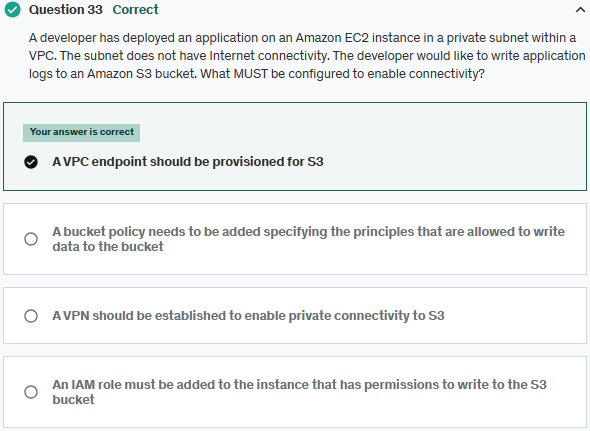 Question 33 Correct
A developer has deployed an application on an Amazon EC2 instance in a private subnet within a
VPC. The subnet does not have Internet connectivity. The developer would like to write application
logs to an Amazon S3 bucket. What MUST be configured to enable connectivity?
Your answer is correct
A VPC endpoint should be provisioned for S3
A bucket policy needs to be added specifying the principles that are allowed to write
data to the bucket
A VPN should be established to enable private connectivity to S3
An IAM role must be added to the instance that has permissions to write to the S3
bucket